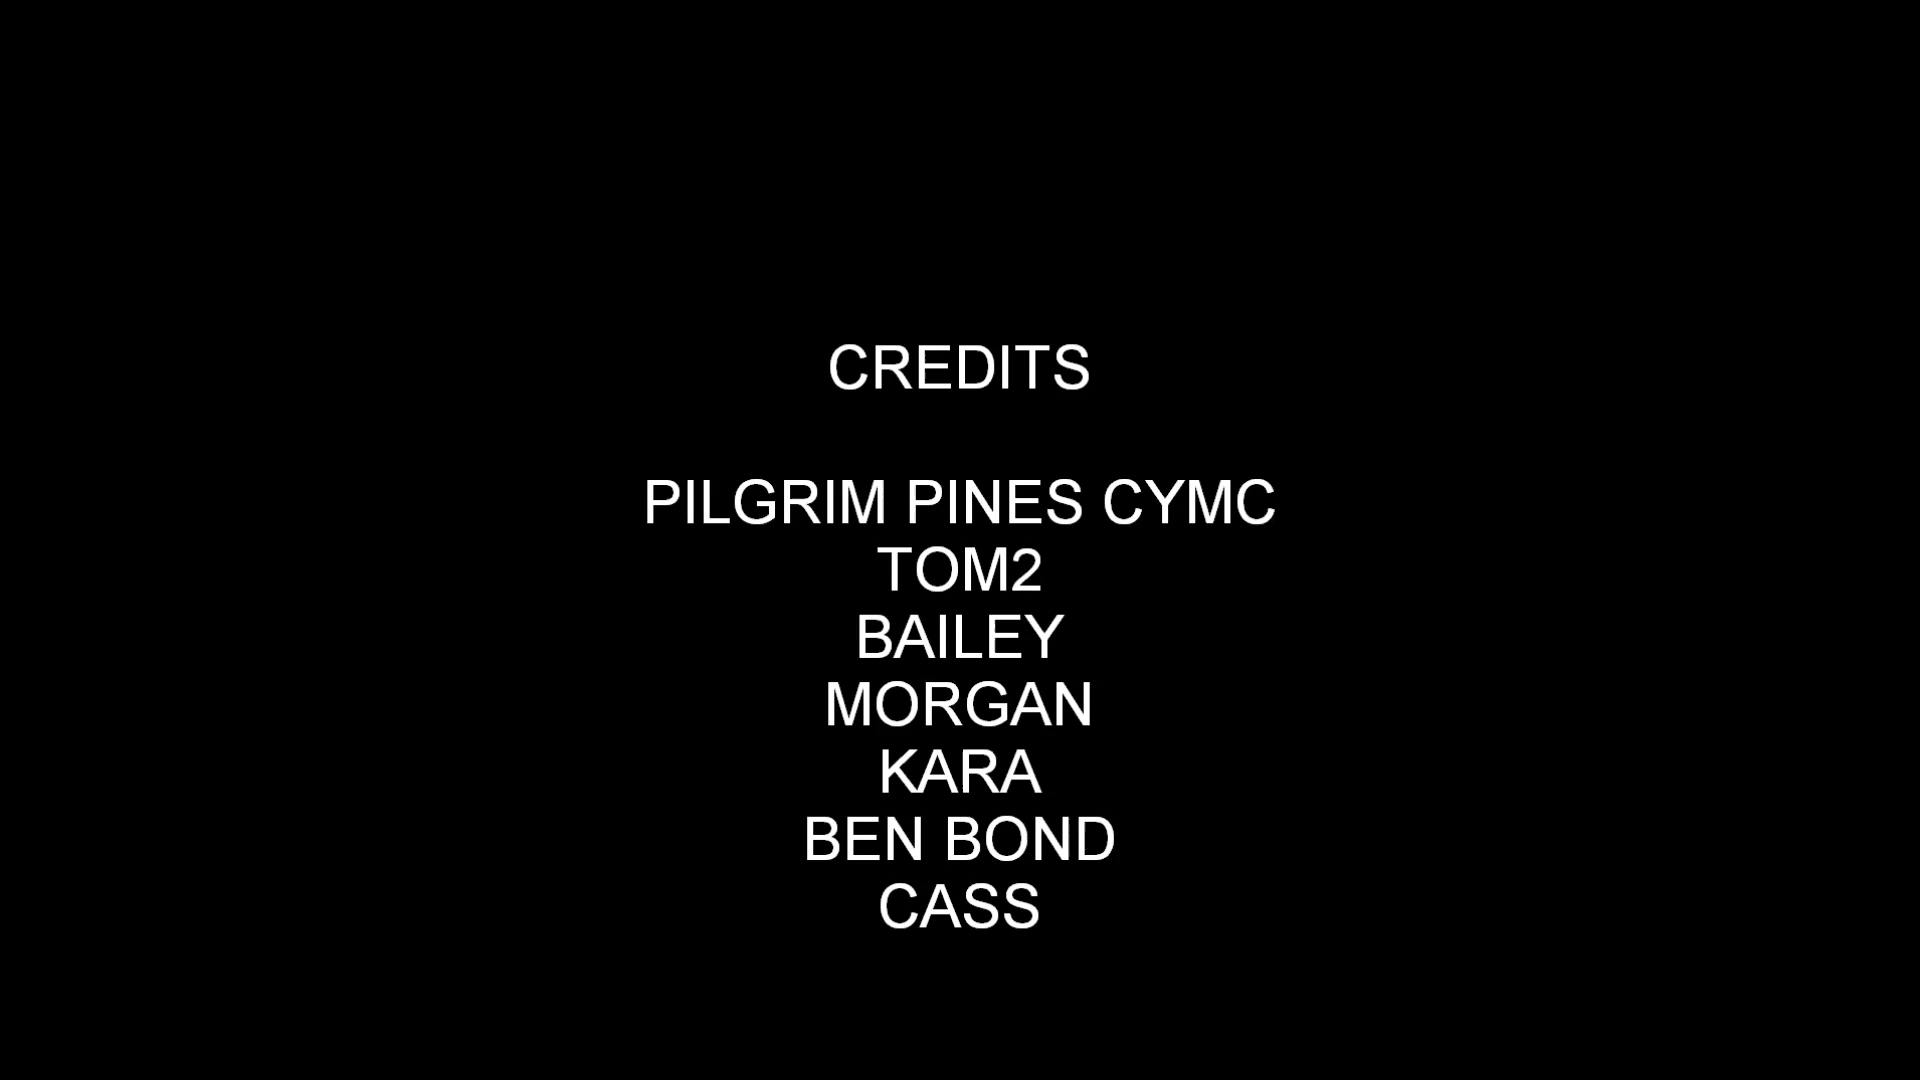 CREDITS
PILGRIM PINES CYMC
TOM2
BAILEY
MORGAN
KARA
BEN BOND
CASS